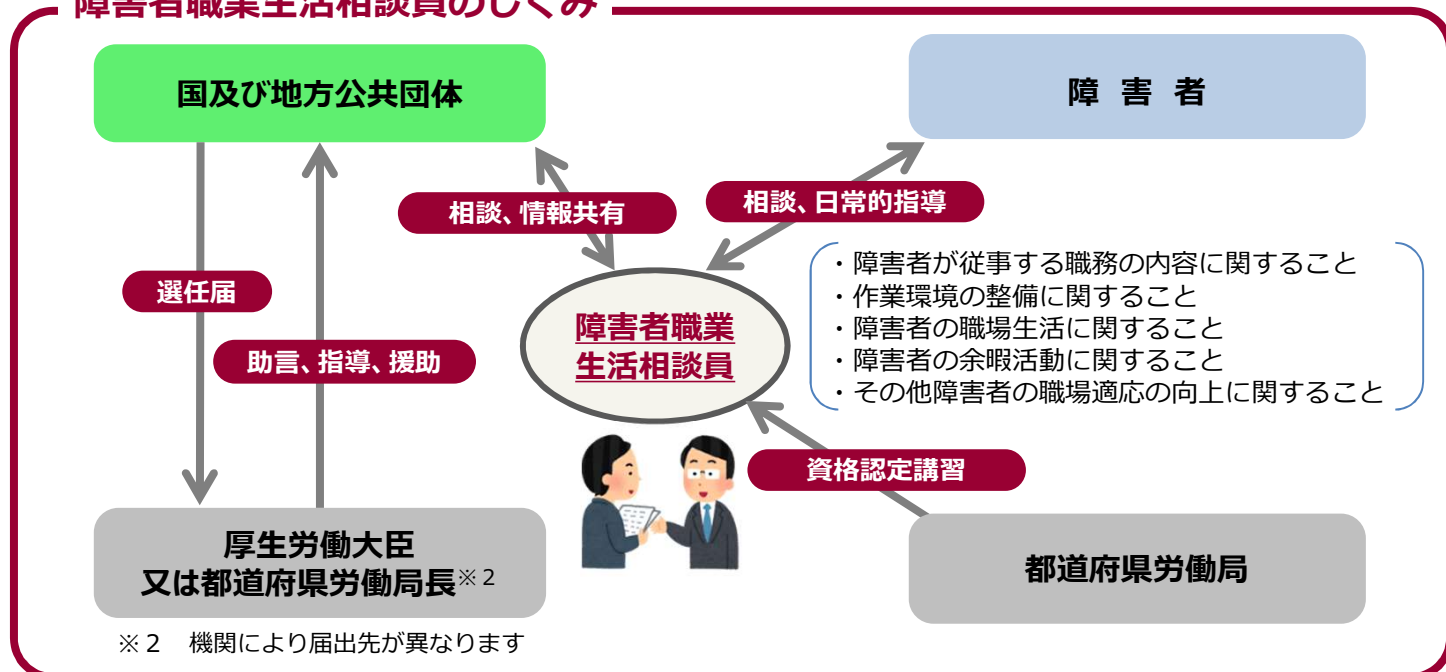 障害者職業生活相談員のしくみ
国及び地方公共団体
障 害 者
相談、情報共有
相談、日常的指導
選任届
助言、指導、援助
障害者職業
生活相談員
・障害者が従事する職務の内容に関すること
・作業環境の整備に関すること
・障害者の職場生活に関すること
・障害者の余暇活動に関すること
・その他障害者の職場適応の向上に関すること
資格認定講習
厚生労働大臣
又は都道府県労働局長※2
都道府県労働局
※2 機関により届出先が異なります